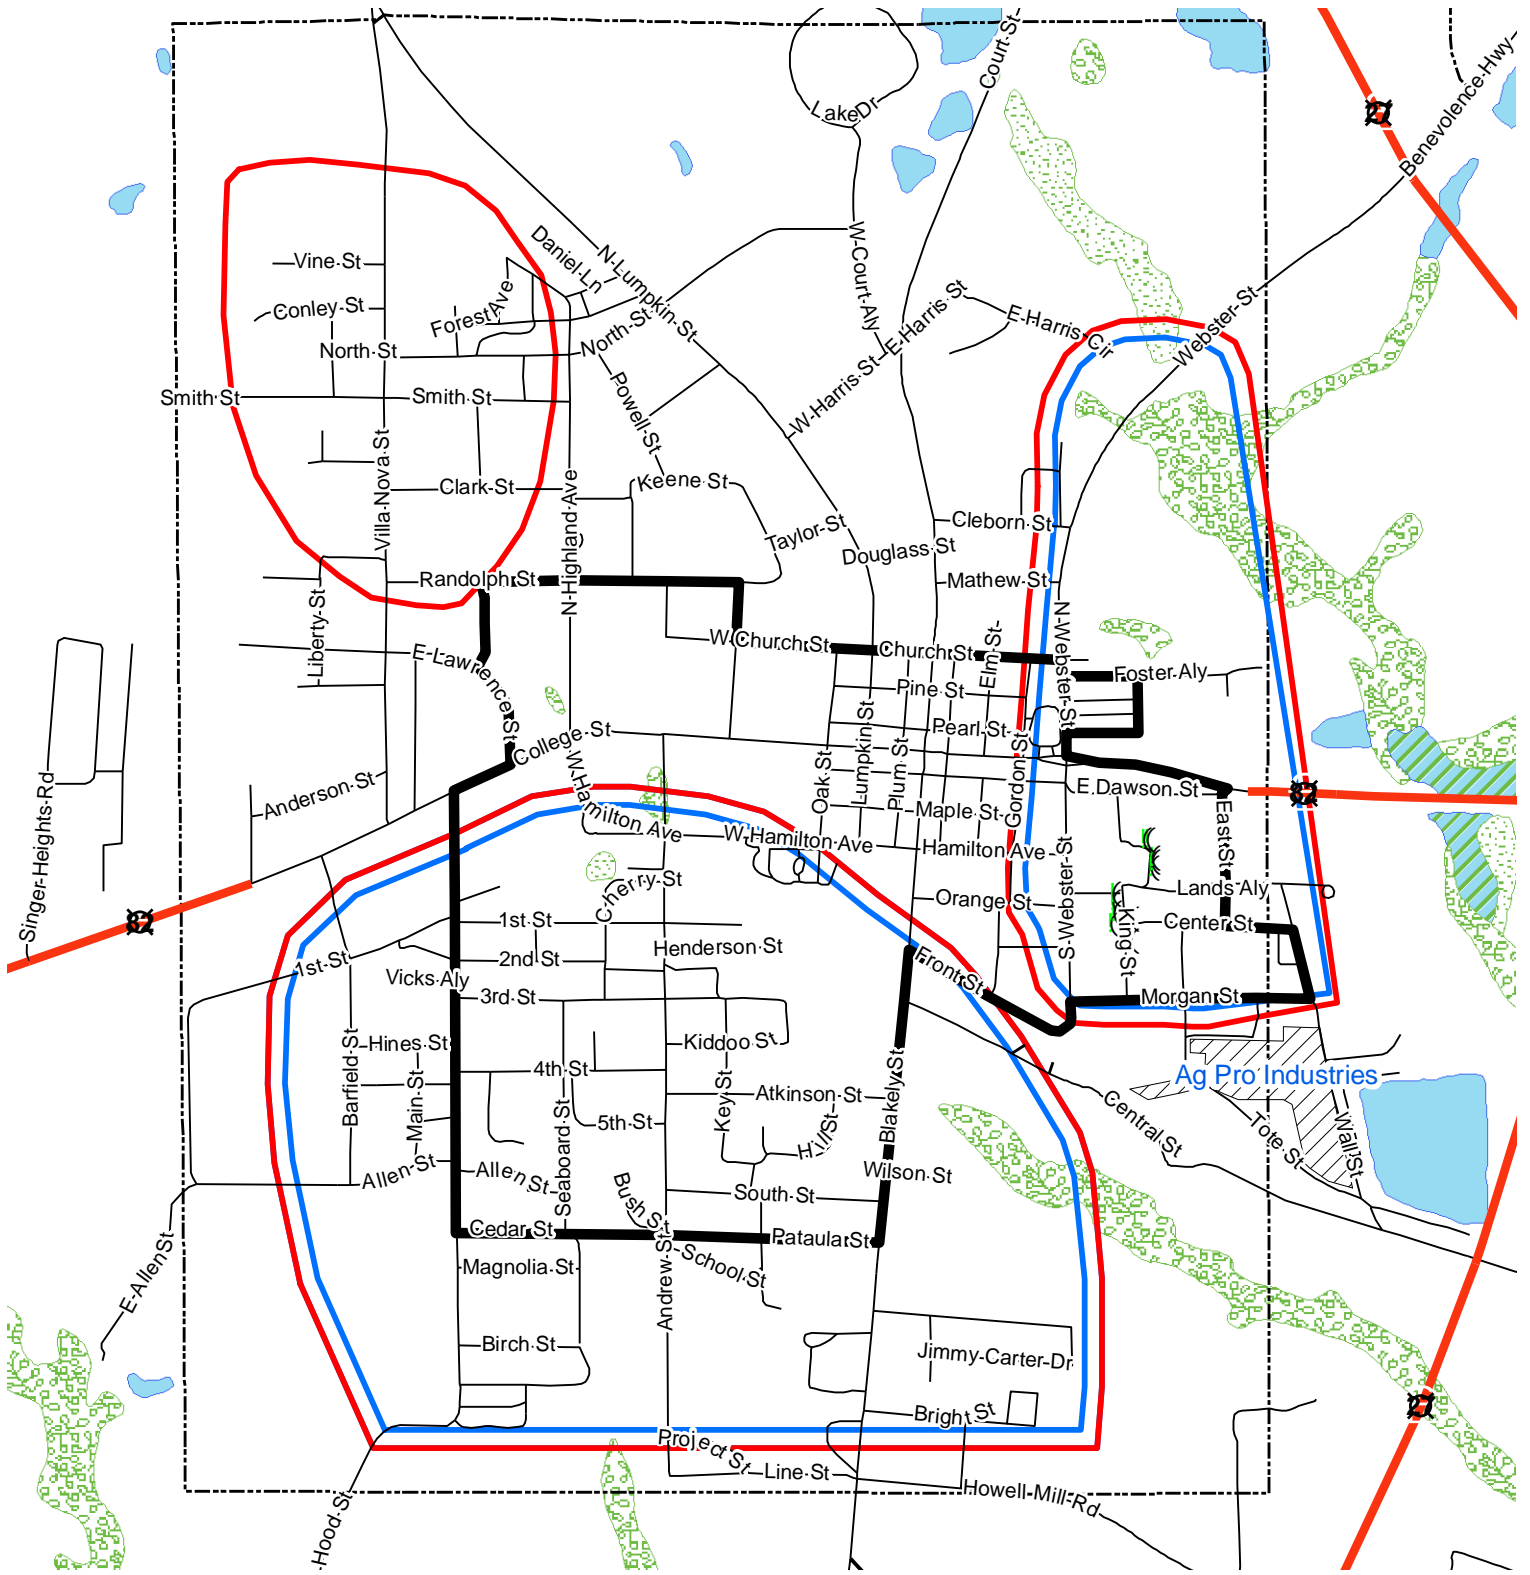 Court St
27
Benevolence Hwy
Lake Dr
Daniel Ln
N Lumpkin St
W Court Aly
Vine St
Conley St
Forest Ave
North St
North St
E Harris St
E Harris Cir
Webster St
Smith St
Smith St
Powell St
W Harris St
Villa Nova St
Clark St
Keene St
Taylor St
Cleborn St
Douglass St
Mathew St
Randolph St
N Highland Ave
Liberty St
E Lawrence St
W Church St
Church St
Elm St
N Webster St
Foster Aly
Pine St
Pearl St
College St
Lumpkin St
Plum St
Oak St
Gordon St
Anderson St
W Hamilton Ave
Singer Heights Rd
E Dawson St
82
Maple St
W Hamilton Ave
Hamilton Ave
East St
S Webster St
Cherry St
Orange St
Lands Aly
82
1st St
King St
Center St
1st St
2nd St
Henderson St
Front St
Vicks Aly
3rd St
Morgan St
Barfield St
Hines St
Kiddoo St
Main St
4th St
Key St
Atkinson St
Blakely St
Ag Pro Industries
Central St
Tote St
Wall St
Seaboard St
5th St
Hill St
Allen St
Allen St
Bush St
South St
Wilson St
Cedar St
Pataula St
E Allen St
Magnolia St
School St
Andrew St
Birch St
Jimmy Carter Dr
27
Bright St
Project St
Line St
Howell Mill Rd
Hood St